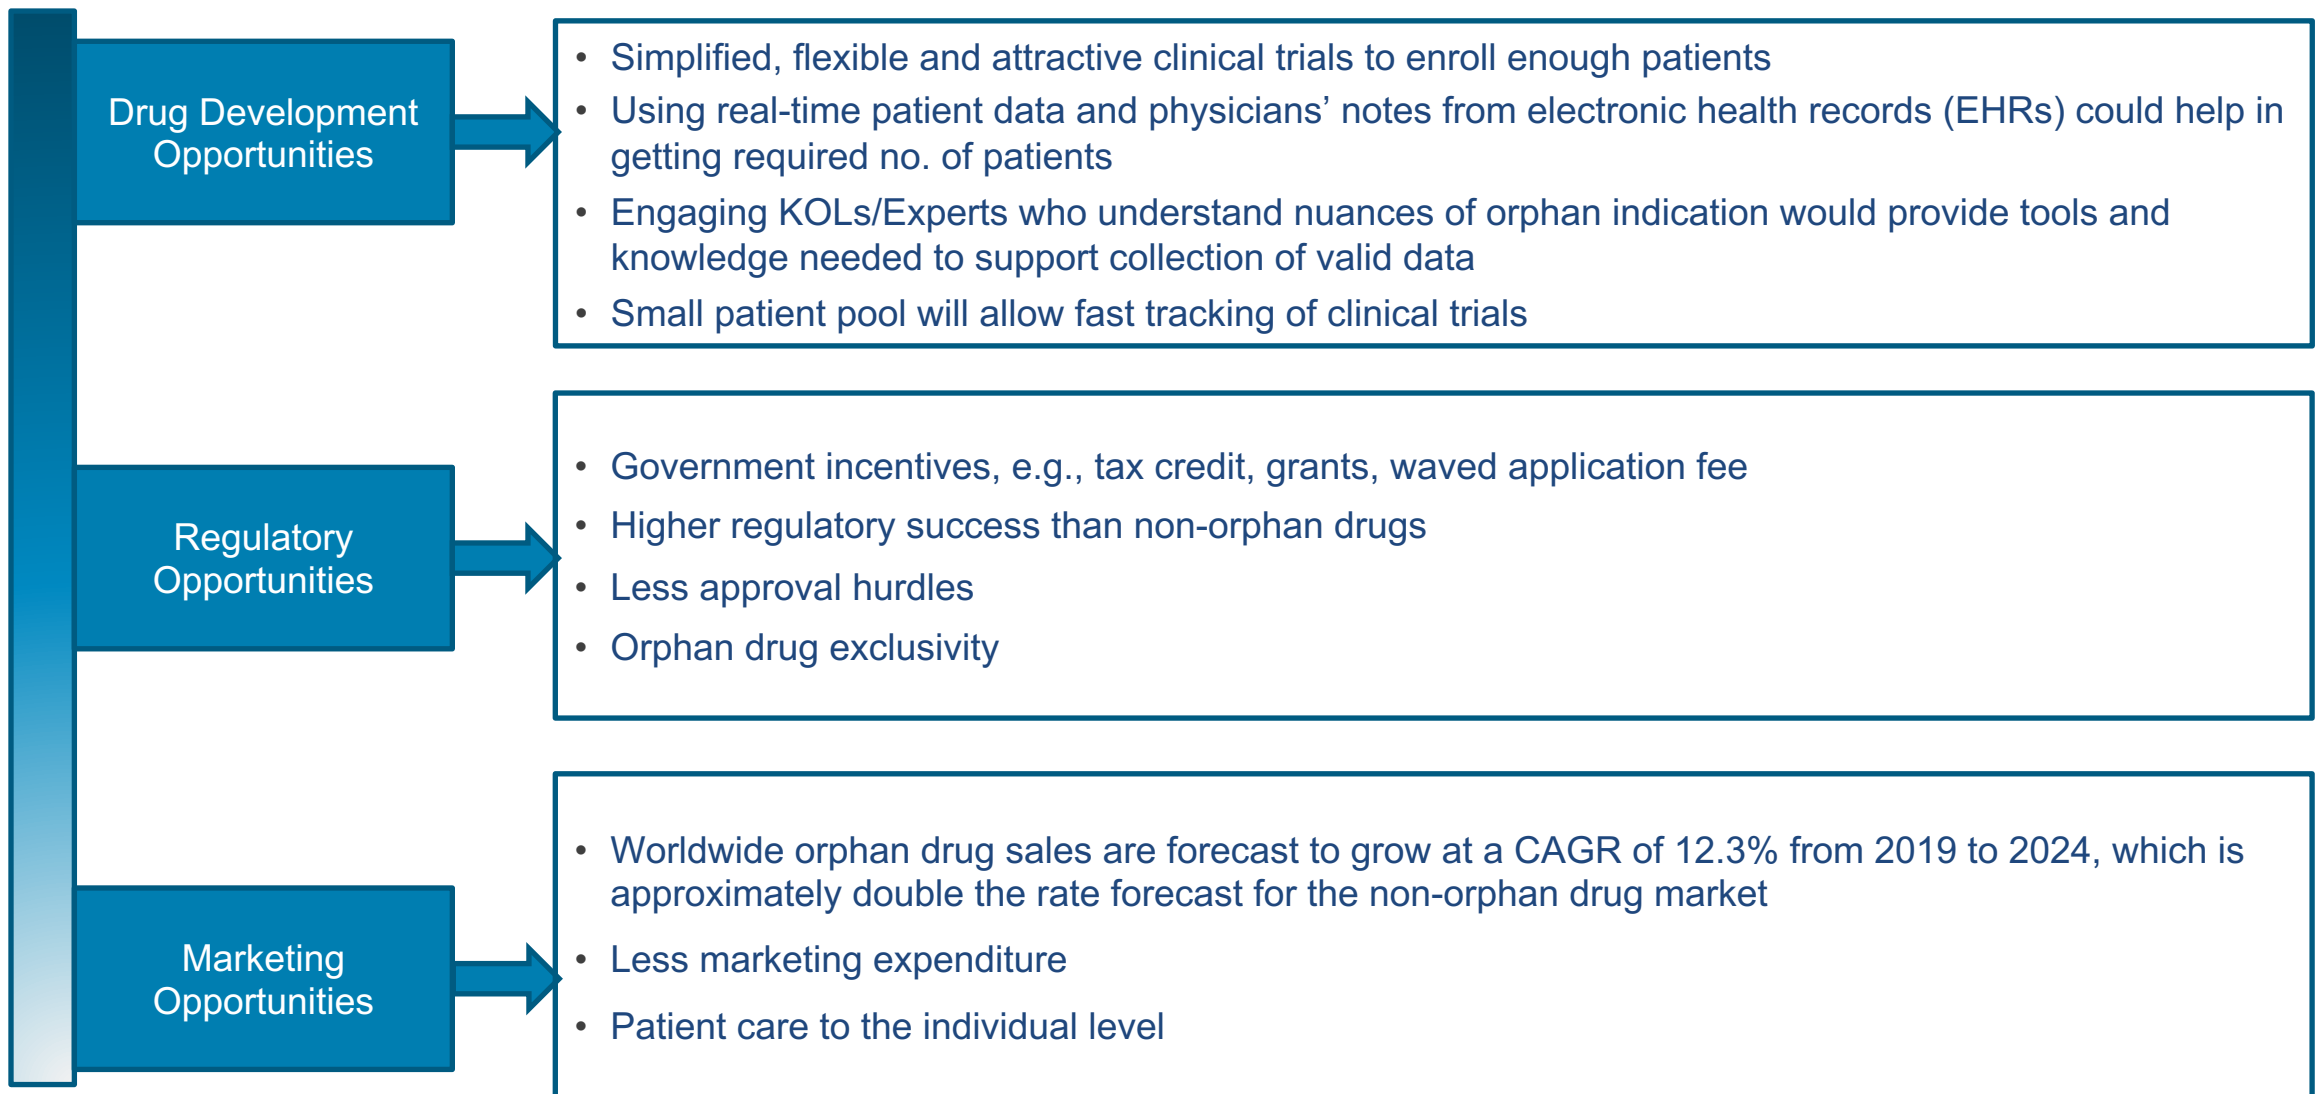 Drug Development
Opportunities
• Simplified, flexible and attractive clinical trials to enroll enough patients
• Using real-time patient data and physicians’ notes from electronic health records (EHRs) could help in
getting required no. of patients
• Engaging KOLs/Experts who understand nuances of orphan indication would provide tools and
knowledge needed to support collection of valid data
• Small patient pool will allow fast tracking of clinical trials
Regulatory
Opportunities
• Government incentives, e.g., tax credit, grants, waved application fee
• Higher regulatory success than non-orphan drugs
• Less approval hurdles
• Orphan drug exclusivity
Marketing
Opportunities
• Worldwide orphan drug sales are forecast to grow at a CAGR of 12.3% from 2019 to 2024, which is
approximately double the rate forecast for the non-orphan drug market
• Less marketing expenditure
• Patient care to the individual level